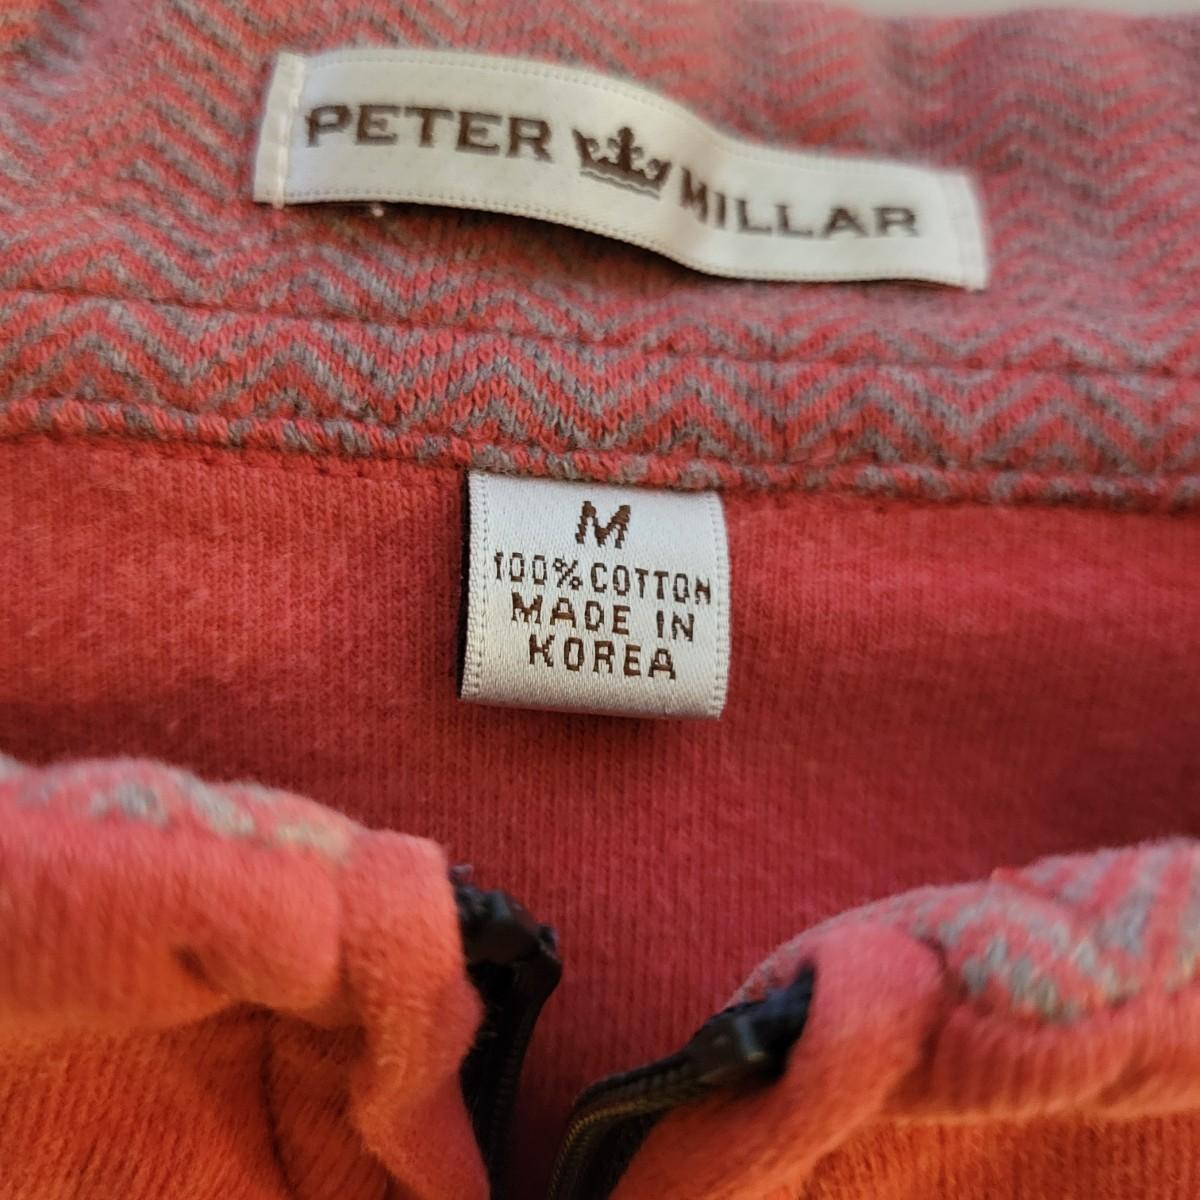 PETER MILLAR
M
100% COTTON
MADE IN
KOREA